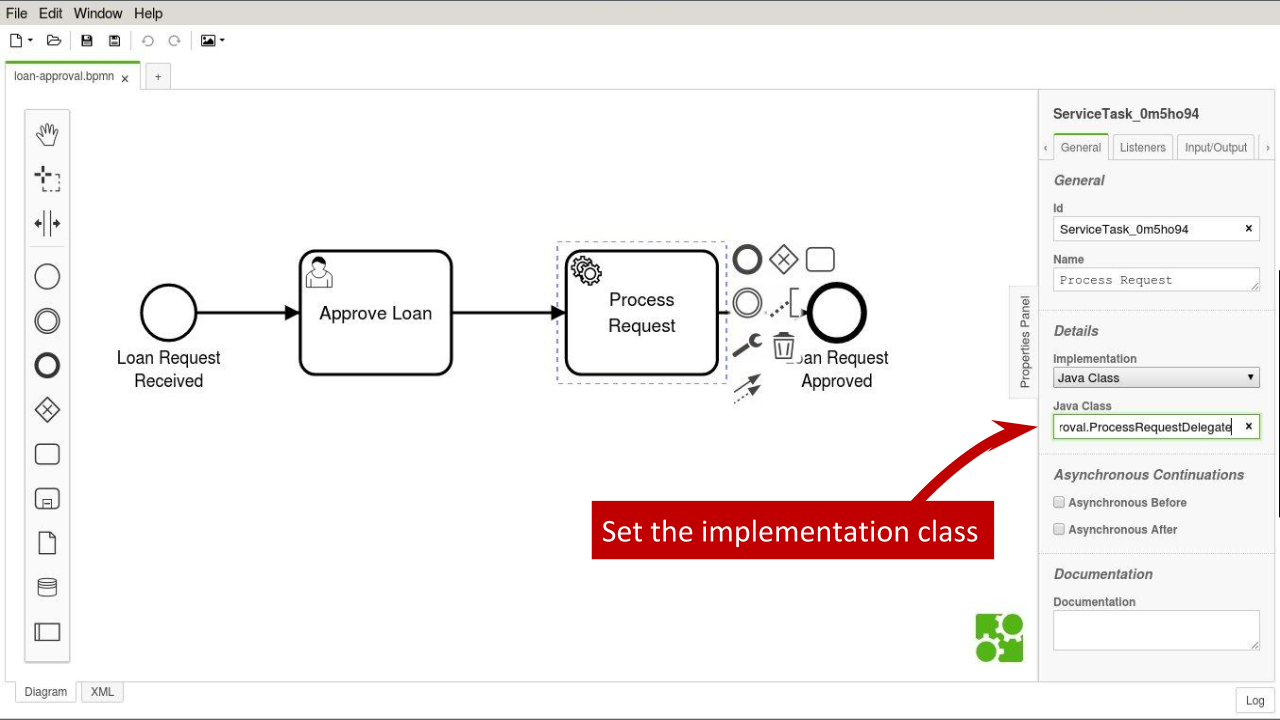 File Edit Window Help
loan-approval.bpmn x +
Loan Request
Received
Approve Loan
Process
Request
an Request
Approved
Set the implementation class
Properties Panel
ServiceTask_0m5ho94
General Listeners Input/Output
General
Id
ServiceTask_0m5ho94
Name
Process Request
Details
Implementation
Java Class
Java Class
roval.ProcessRequestDelegate
Asynchronous Continuations
Asynchronous Before
Asynchronous After
Documentation
Documentation
Diagram XML
Log